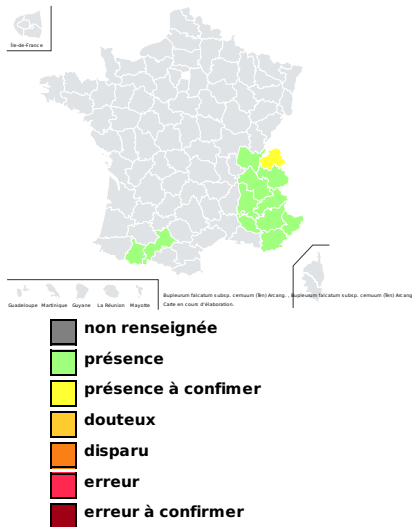 Île-de-France
Guadeloupe Martinique Guyane La Réunion Mayotte
Bupleurum falcatum subsp. cernuum (Ten) Arcang. , Bupleurum falcatum subsp. cernuum (Ten) Arcang
Carte en cours d'élaboration.
non renseignée
présence
présence à confimer
douteux
disparu
erreur
erreur à confirmer